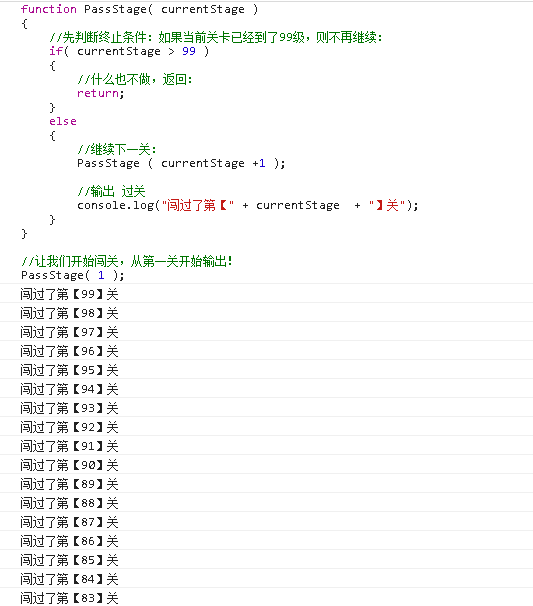 function PassStage( currentStage )
{
//先判断终止条件：如果当前关卡已经到了99级，则不再继续：
if( currentStage > 99 )
{
//什么也不做，返回：
return;
}
else
{
//继续下一关：
PassStage ( currentStage +1 );
//输出 过关
console.log("闯过了第【" + currentStage  + "】关");
}
}
//让我们开始闯关，从第一关开始输出！
PassStage( 1 );
闯过了第【99】关
闯过了第【98】关
闯过了第【97】关
闯过了第【96】关
闯过了第【95】关
闯过了第【94】关
闯过了第【93】关
闯过了第【92】关
闯过了第【91】关
闯过了第【90】关
闯过了第【89】关
闯过了第【88】关
闯过了第【87】关
闯过了第【86】关
闯过了第【85】关
闯过了第【84】关
闯过了第【83】关